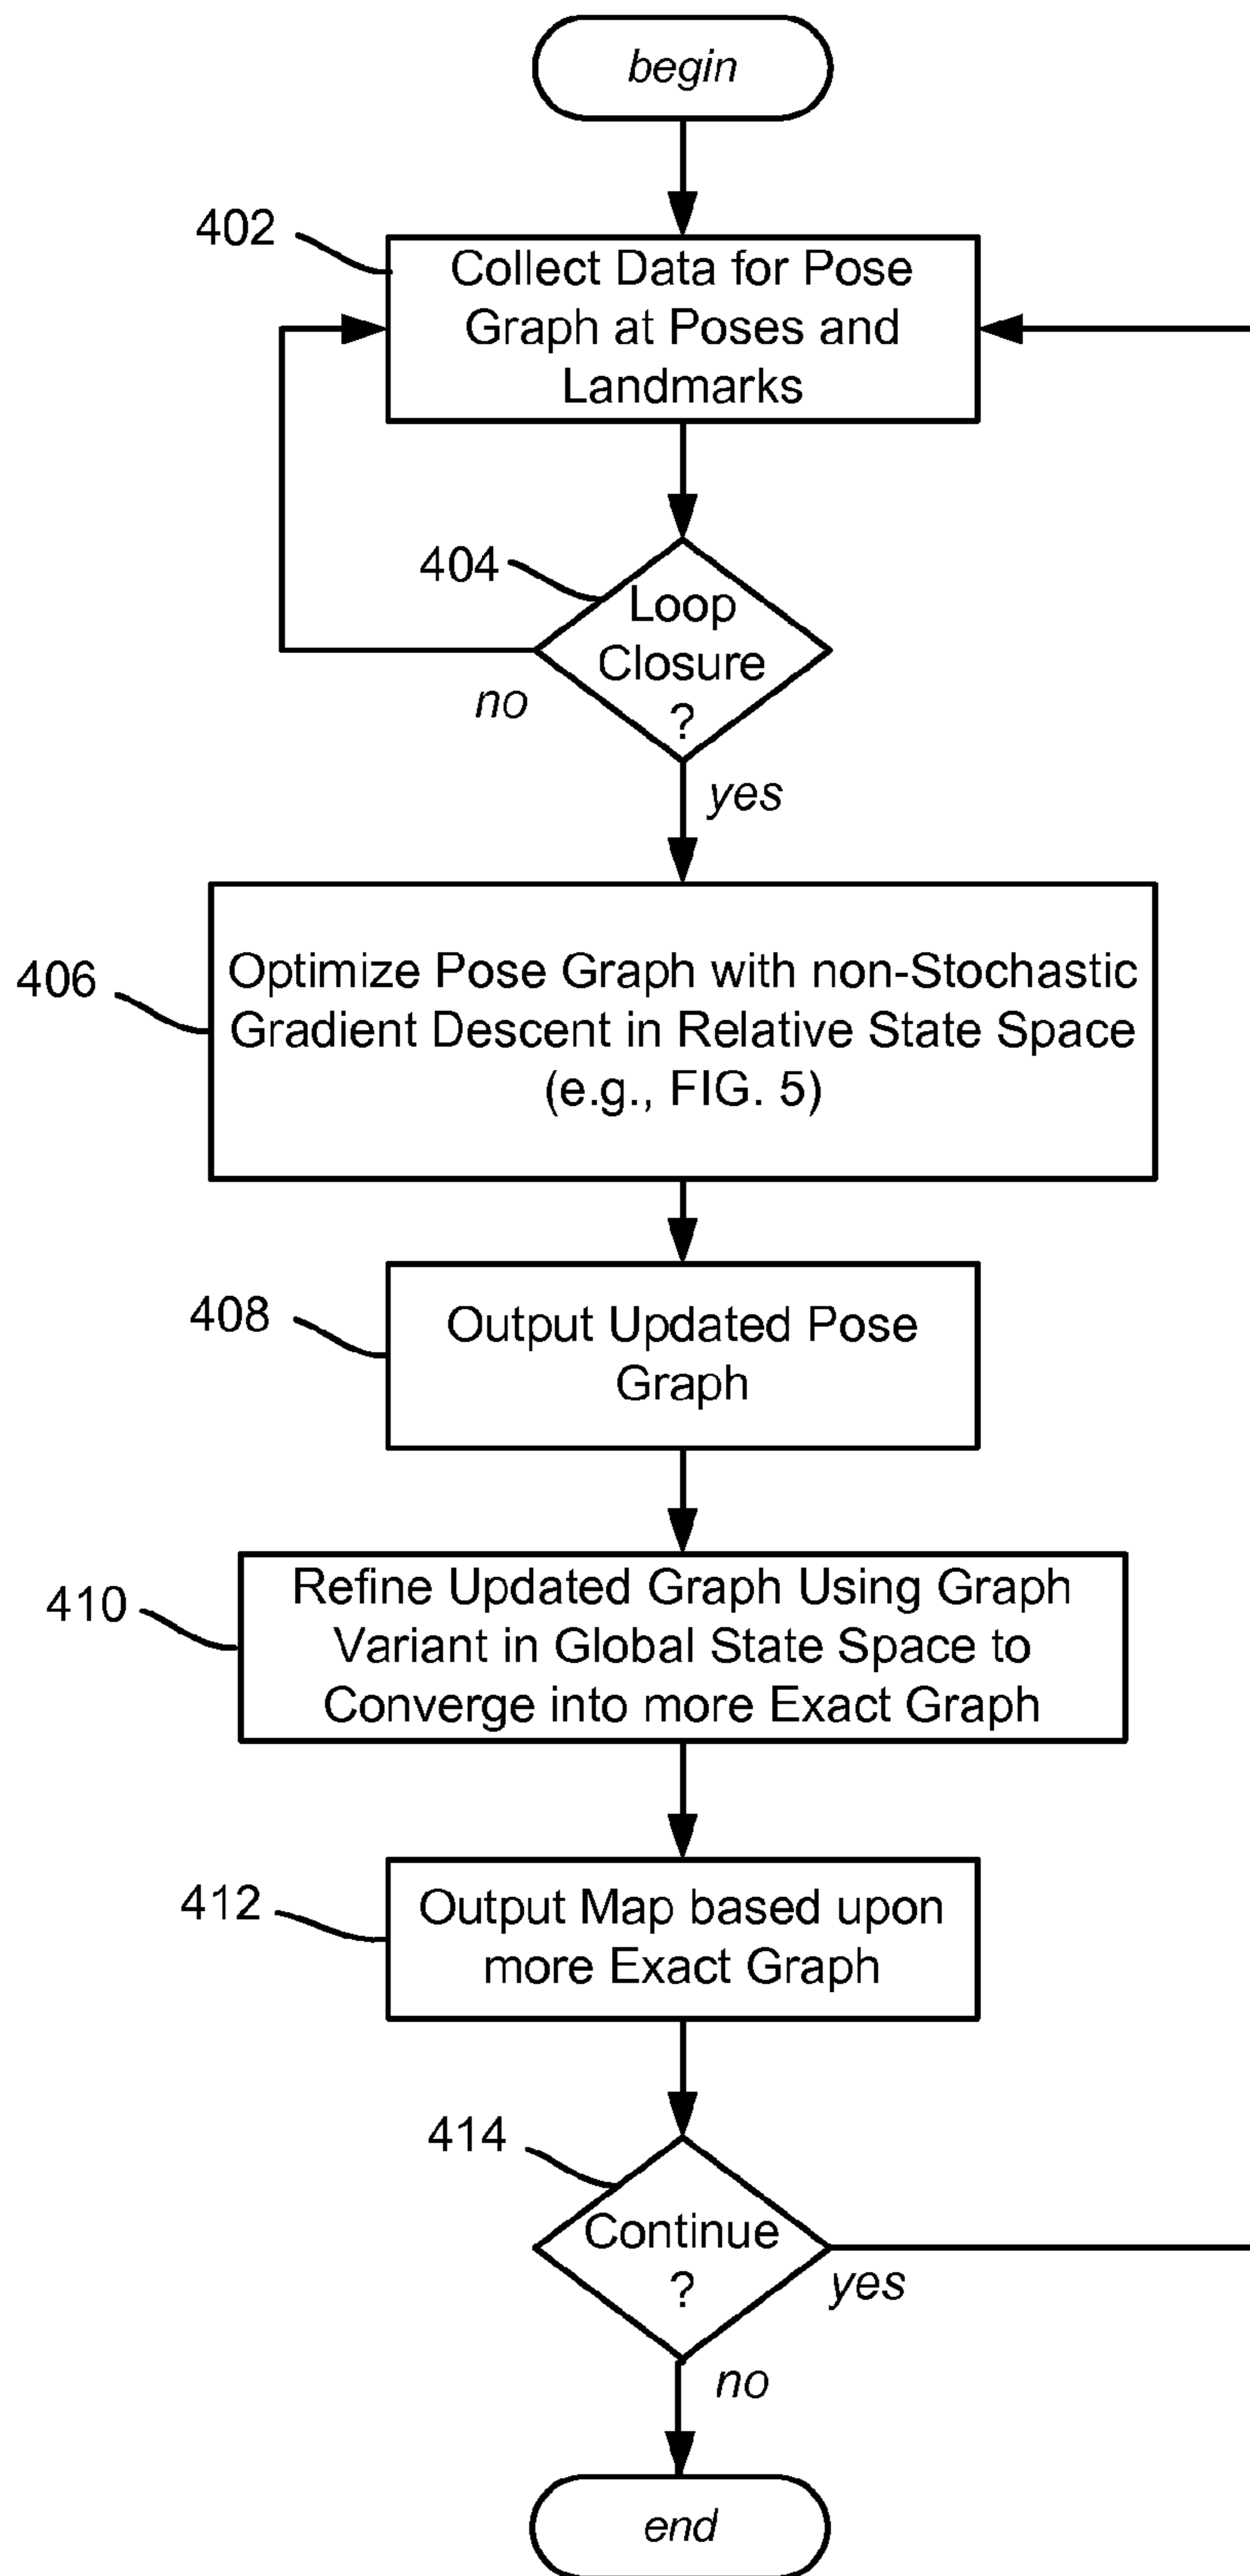 begin
402
Collect Data for Pose
Graph at Poses and
Landmarks
404
Loop
Closure
?
no
yes
406
Optimize Pose Graph with non-Stochastic
Gradient Descent in Relative State Space
(e.g., FIG. 5)
408
Output Updated Pose
Graph
410
Refine Updated Graph Using Graph
Variant in Global State Space to
Converge into more Exact Graph
412
Output Map based upon
more Exact Graph
414
Continue
?
yes
no
end